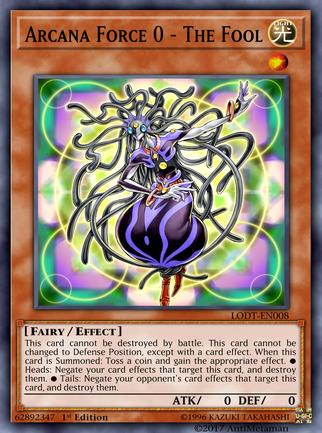 ARCANA FORCE 0 - THE FOOL
LIGHT
光
LODT-EN008
[FAIRY / EFFECT]
This card cannot be destroyed by battle. This card cannot
be changed to Defense Position, except with a card effect. When this
card is Summoned: Toss a coin and gain the appropriate effect. ●
Heads: Negate your card effects that target this card, and destroy
them. ● Tails: Negate your opponent's card effects that target this
card, and destroy them.
ATK/ 0 DEF/ 0
62892347 1st Edition ©1996 KAZUKI TAKAHASHI
©2017 AntiMetaman